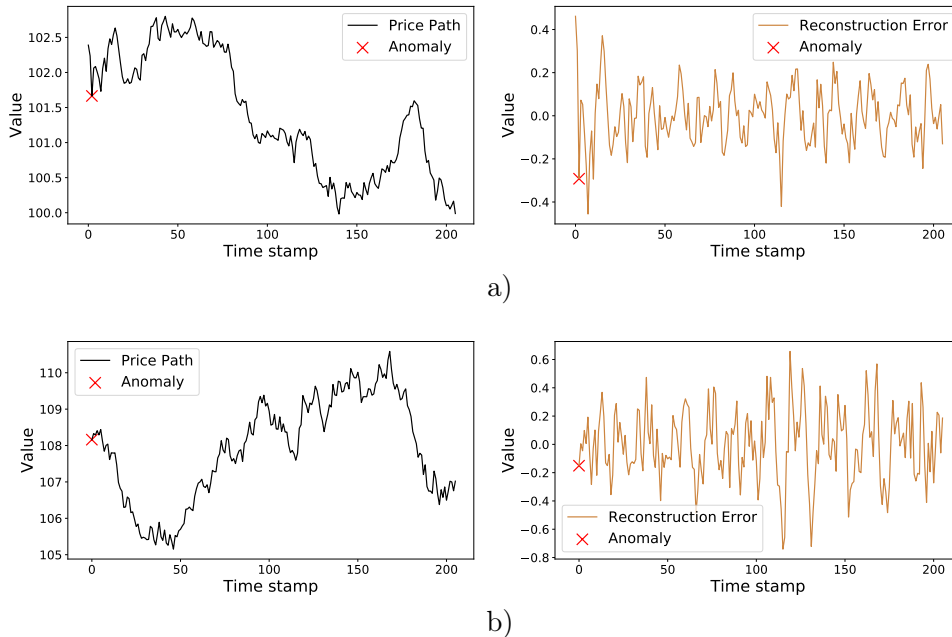 Price Path
Anomaly
Value
102.5
102.0
101.5
101.0
100.5
100.0
0
50
100
150
200
Time stamp
Reconstruction Error
Anomaly
Value
0.4
0.2
0.0
−0.2
−0.4
0
50
100
150
200
Time stamp
a)
Price Path
Anomaly
Value
110
109
108
107
106
105
0
50
100
150
200
Time stamp
Reconstruction Error
Anomaly
Value
0.6
0.4
0.2
0.0
−0.2
−0.4
−0.6
−0.8
0
50
100
150
200
Time stamp
b)